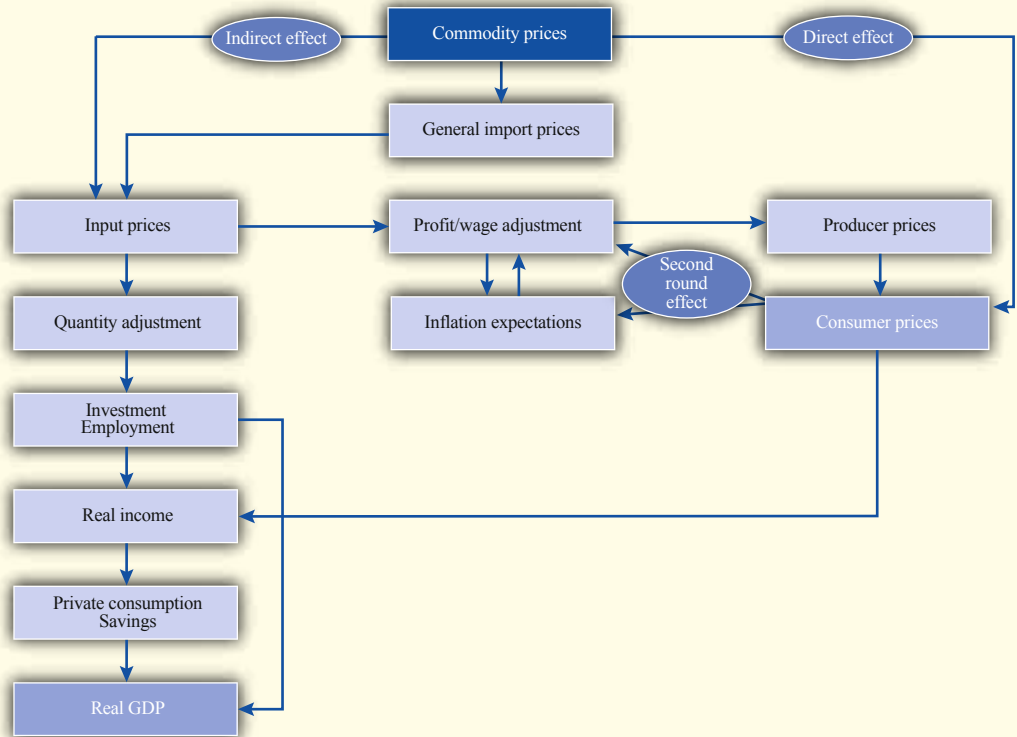 Indirect effect
Commodity prices
Direct effect
General import prices
Input prices
Profit/wage adjustment
Producer prices
Second
round
effect
Quantity adjustment
Inflation expectations
Consumer prices
Investment
Employment
Real income
Private consumption
Savings
Real GDP